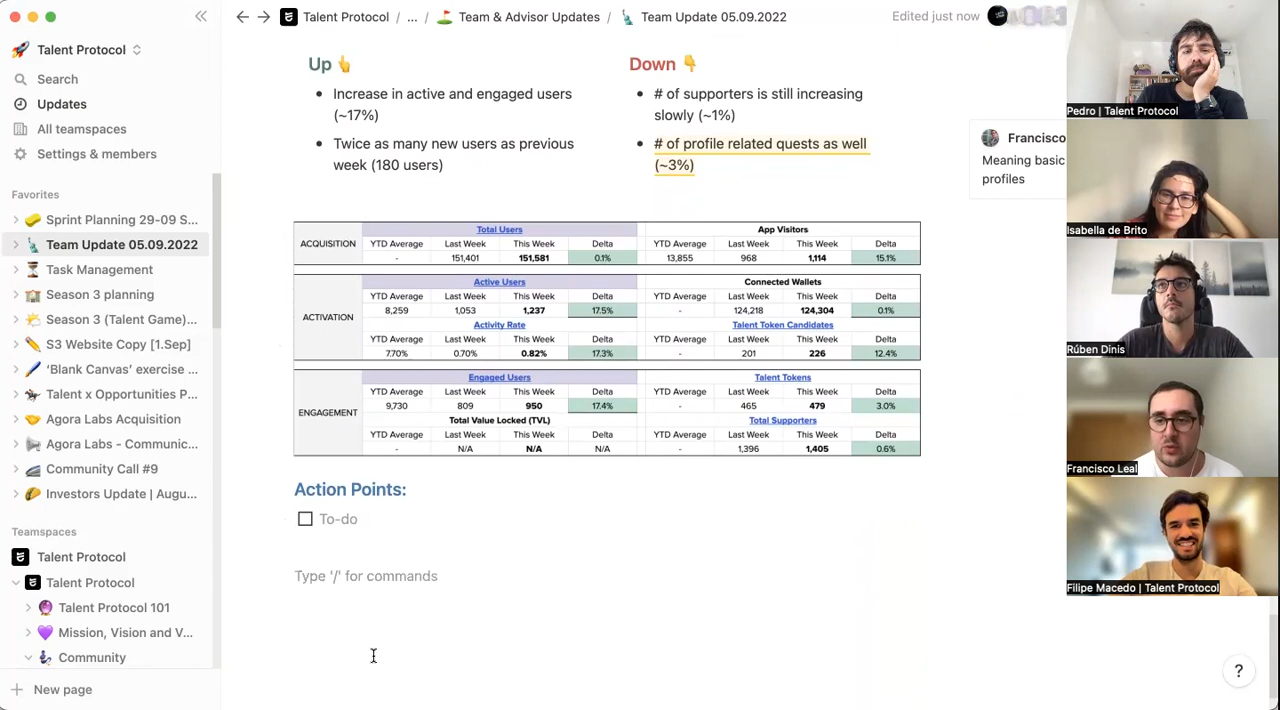 Talent Protocol / ... / Team & Advisor Updates / Team Update 05.09.2022
Edited just now
Talent Protocol
Search
Updates
All teamspaces
Settings & members
Favorites
Sprint Planning 29-09 S...
Team Update 05.09.2022
Task Management
Season 3 planning
Season 3 (Talent Game)...
S3 Website Copy [1.Sep]
‘Blank Canvas’ exercise ...
Talent x Opportunities P...
Agora Labs Acquisition
Agora Labs - Communic...
Community Call #9
Investors Update | Augu...
Teamspaces
Talent Protocol
Talent Protocol
Talent Protocol 101
Mission, Vision and V...
Community
New page
Up
Increase in active and engaged users
(~17%)
Twice as many new users as previous
week (180 users)
Down
# of supporters is still increasing
slowly (~1%)
# of profile related quests as well
(~3%)
Francisco
Meaning basic
profiles
ACQUISITION
Total Users
YTD Average Last Week This Week Delta
- 151,401 151,581 0.1%
App Visitors
YTD Average Last Week This Week Delta
13,855 968 1,114 15.1%
ACTIVATION
Active Users
YTD Average Last Week This Week Delta
8,259 1,053 1,237 17.5%
Connected Wallets
YTD Average Last Week This Week Delta
- 124,218 124,304 0.1%
Activity Rate
YTD Average Last Week This Week Delta
7.70% 0.70% 0.82% 17.3%
Talent Token Candidates
YTD Average Last Week This Week Delta
- 201 226 12.4%
ENGAGEMENT
Engaged Users
YTD Average Last Week This Week Delta
9,730 809 950 17.4%
Talent Tokens
YTD Average Last Week This Week Delta
- 465 479 3.0%
Total Value Locked (TVL)
YTD Average Last Week This Week Delta
- N/A N/A N/A
Total Supporters
YTD Average Last Week This Week Delta
- 1,396 1,405 0.6%
Action Points:
To-do
Type '/' for commands
?
Pedro | Talent Protocol
Isabella de Brito
Rúben Dinis
Francisco Leal
Filipe Macedo | Talent Protocol